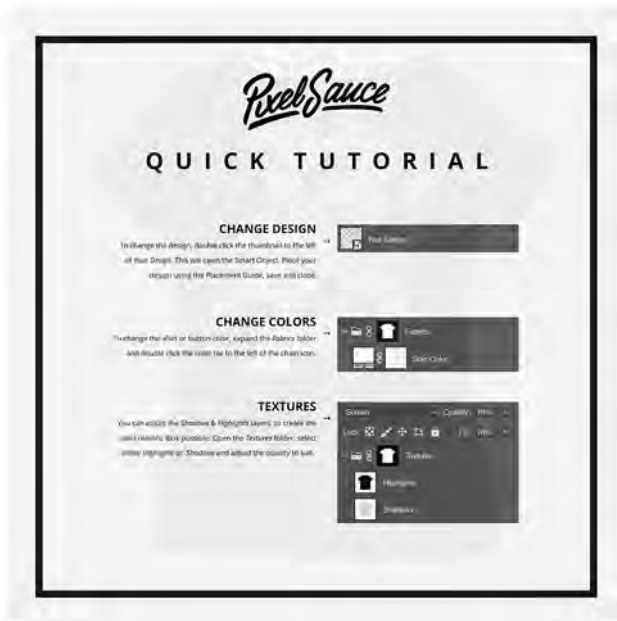 PixelSauce
QUICK TUTORIAL
CHANGE DESIGN
To change the design, double click the thumbnail to the left
of Your Design. This will open the Smart Object. Place your
design using the Placement Guide, save and close.
Your Design
CHANGE COLORS
To change the shirt or button color, expand the Fabrics folder
and double click the color tile to the left of the chain icon.
Fabrics
Shirt Color
TEXTURES
You can adjust the Shadows & Highlights layers, to create the
most realistic look possible. Open the Textures folder, select
either Highlights or Shadows and adjust the opacity to suit.
Screen
Opacity:
Lock:
Textures
Highlights
Shadows